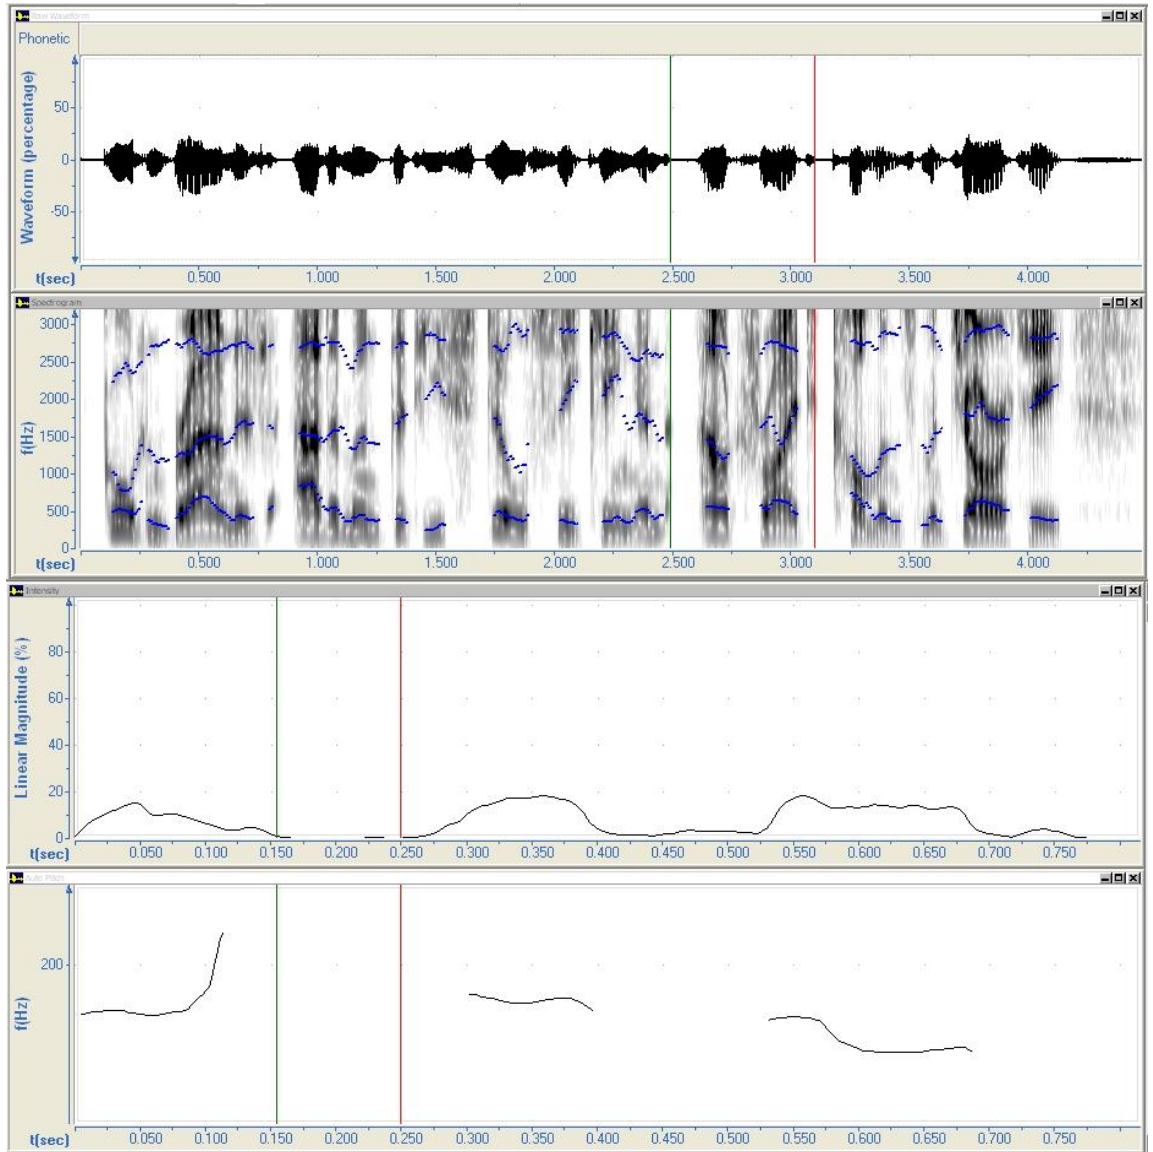 Raw Waveform
Phonetic
Waveform (percentage)
50
0
-50
t(sec)
0.500 1.000 1.500 2.000 2.500 3.000 3.500 4.000
Spectrogram
f(Hz)
3000
2500
2000
1500
1000
500
0
t(sec)
0.500 1.000 1.500 2.000 2.500 3.000 3.500 4.000
Intensity
Linear Magnitude (%)
80
60
40
20
0
t(sec)
0.050 0.100 0.150 0.200 0.250 0.300 0.350 0.400 0.450 0.500 0.550 0.600 0.650 0.700 0.750
Auto Pitch
f(Hz)
200
t(sec)
0.050 0.100 0.150 0.200 0.250 0.300 0.350 0.400 0.450 0.500 0.550 0.600 0.650 0.700 0.750